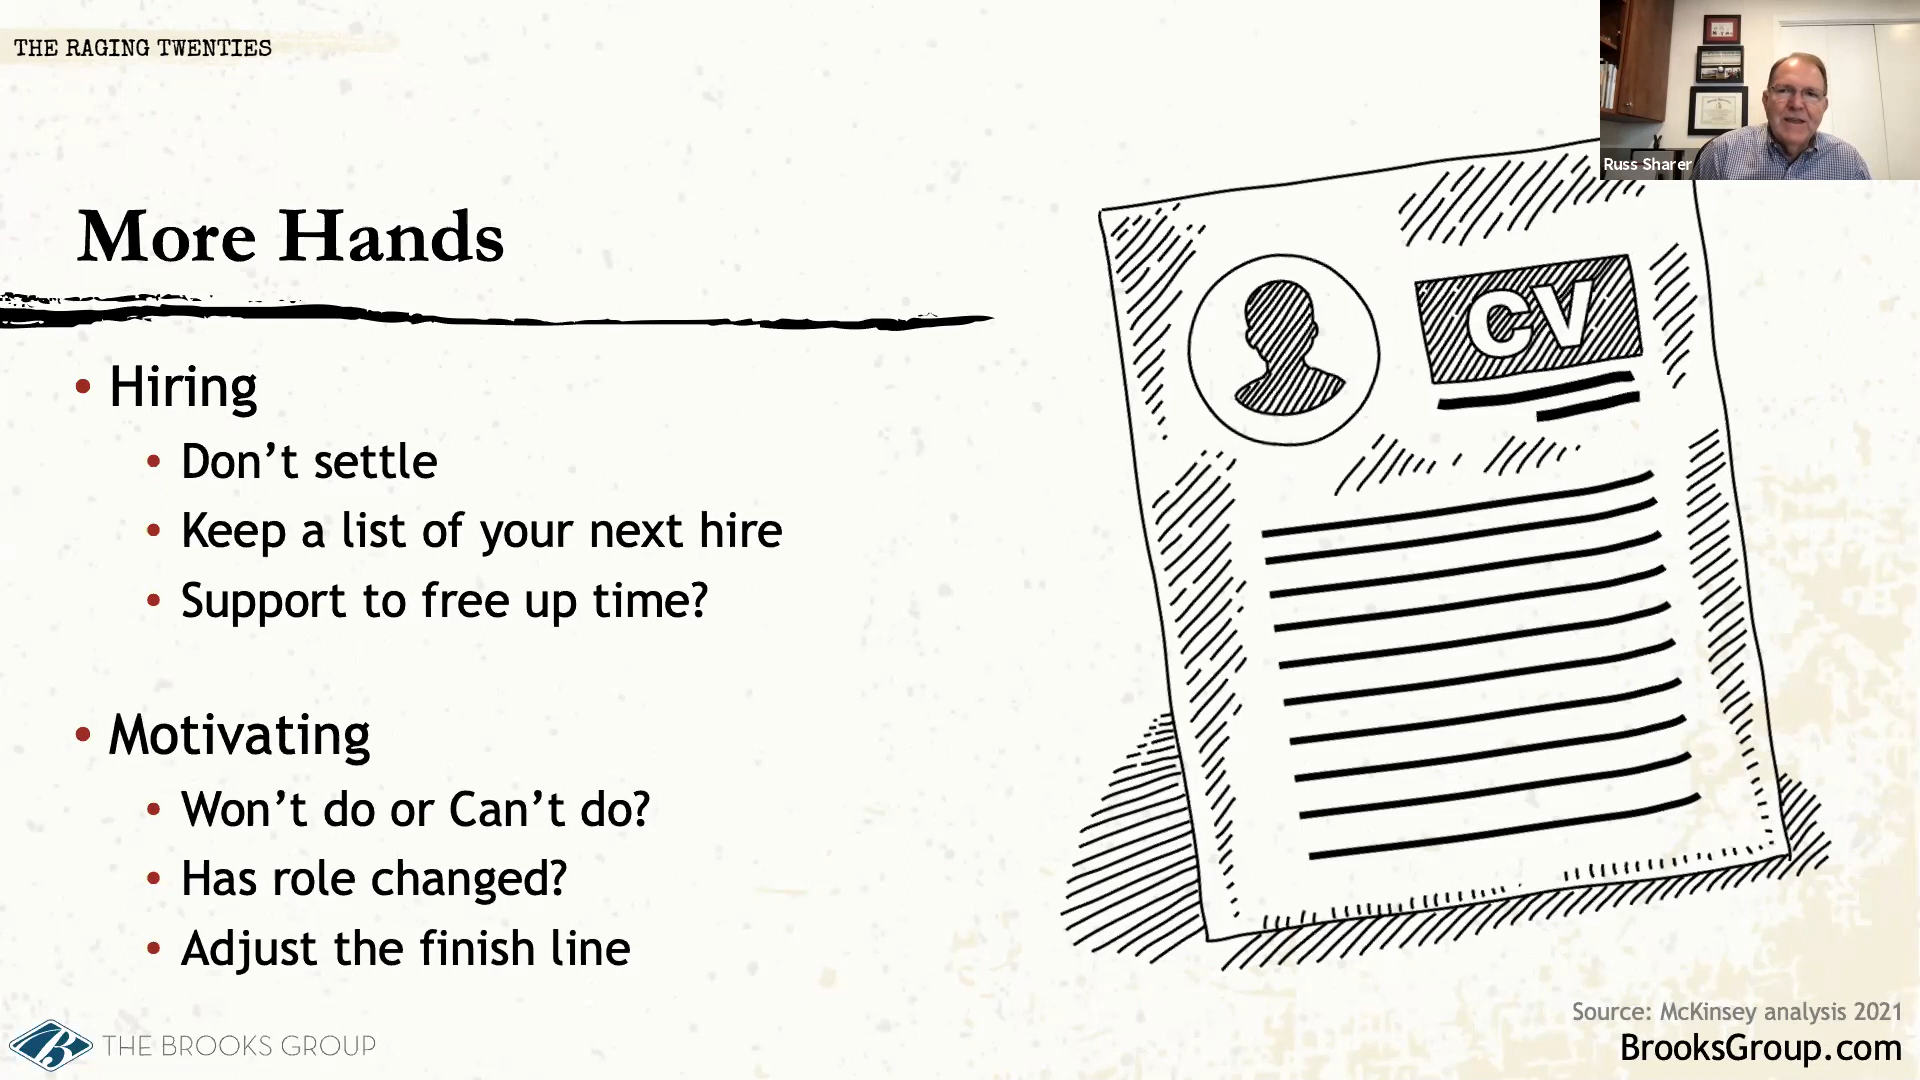 THE RAGING TWENTIES
Russ Sharer
More Hands
CV
• Hiring
• Don’t settle
• Keep a list of your next hire
• Support to free up time?
• Motivating
• Won’t do or Can’t do?
• Has role changed?
• Adjust the finish line
Source: McKinsey analysis 2021
BrooksGroup.com
THE BROOKS GROUP